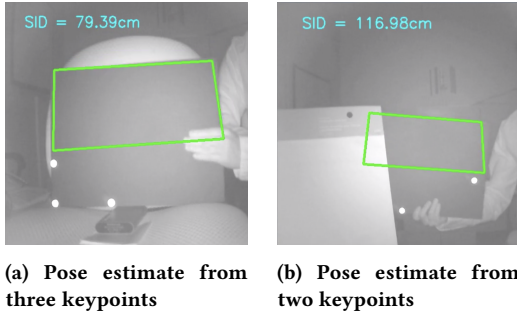 SID = 79.39cm
SID = 116.98cm
(a) Pose estimate from
three keypoints
(b) Pose estimate from
two keypoints